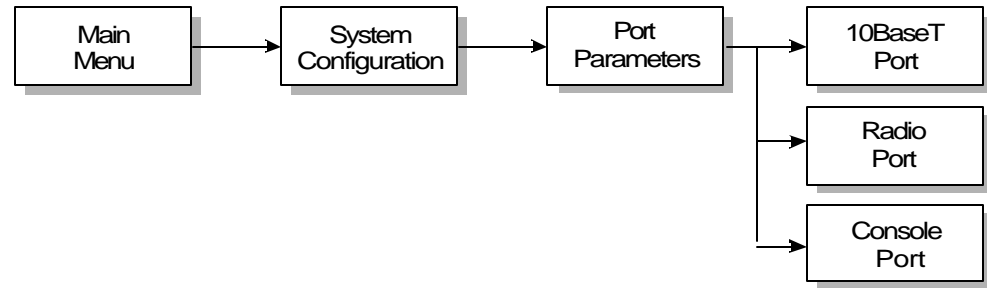 Main
Menu
System
Configuration
Port
Parameters
10BaseT
Port
Radio
Port
Console
Port